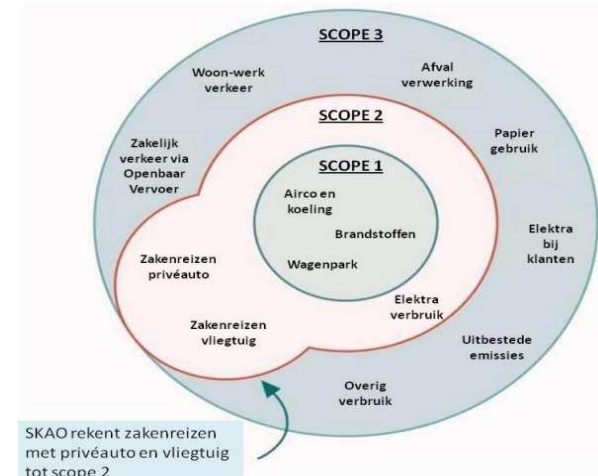 SCOPE 3
Woon-werk
verkeer
Afval
verwerking
SCOPE 2
Papier
gebruik
Zakelijk
verkeer via
Openbaar
Vervoer
SCOPE 1
Airco en
koeling
Brandstoffen
Wagenpark
Elektra
bij
klanten
Zakenreizen
privéauto
Elektra
verbruik
Zakenreizen
vliegtuig
Uitbestede
emissies
Overig
verbruik
SKAO rekent zakenreizen
met privéauto en vliegtuig
tot scope 2